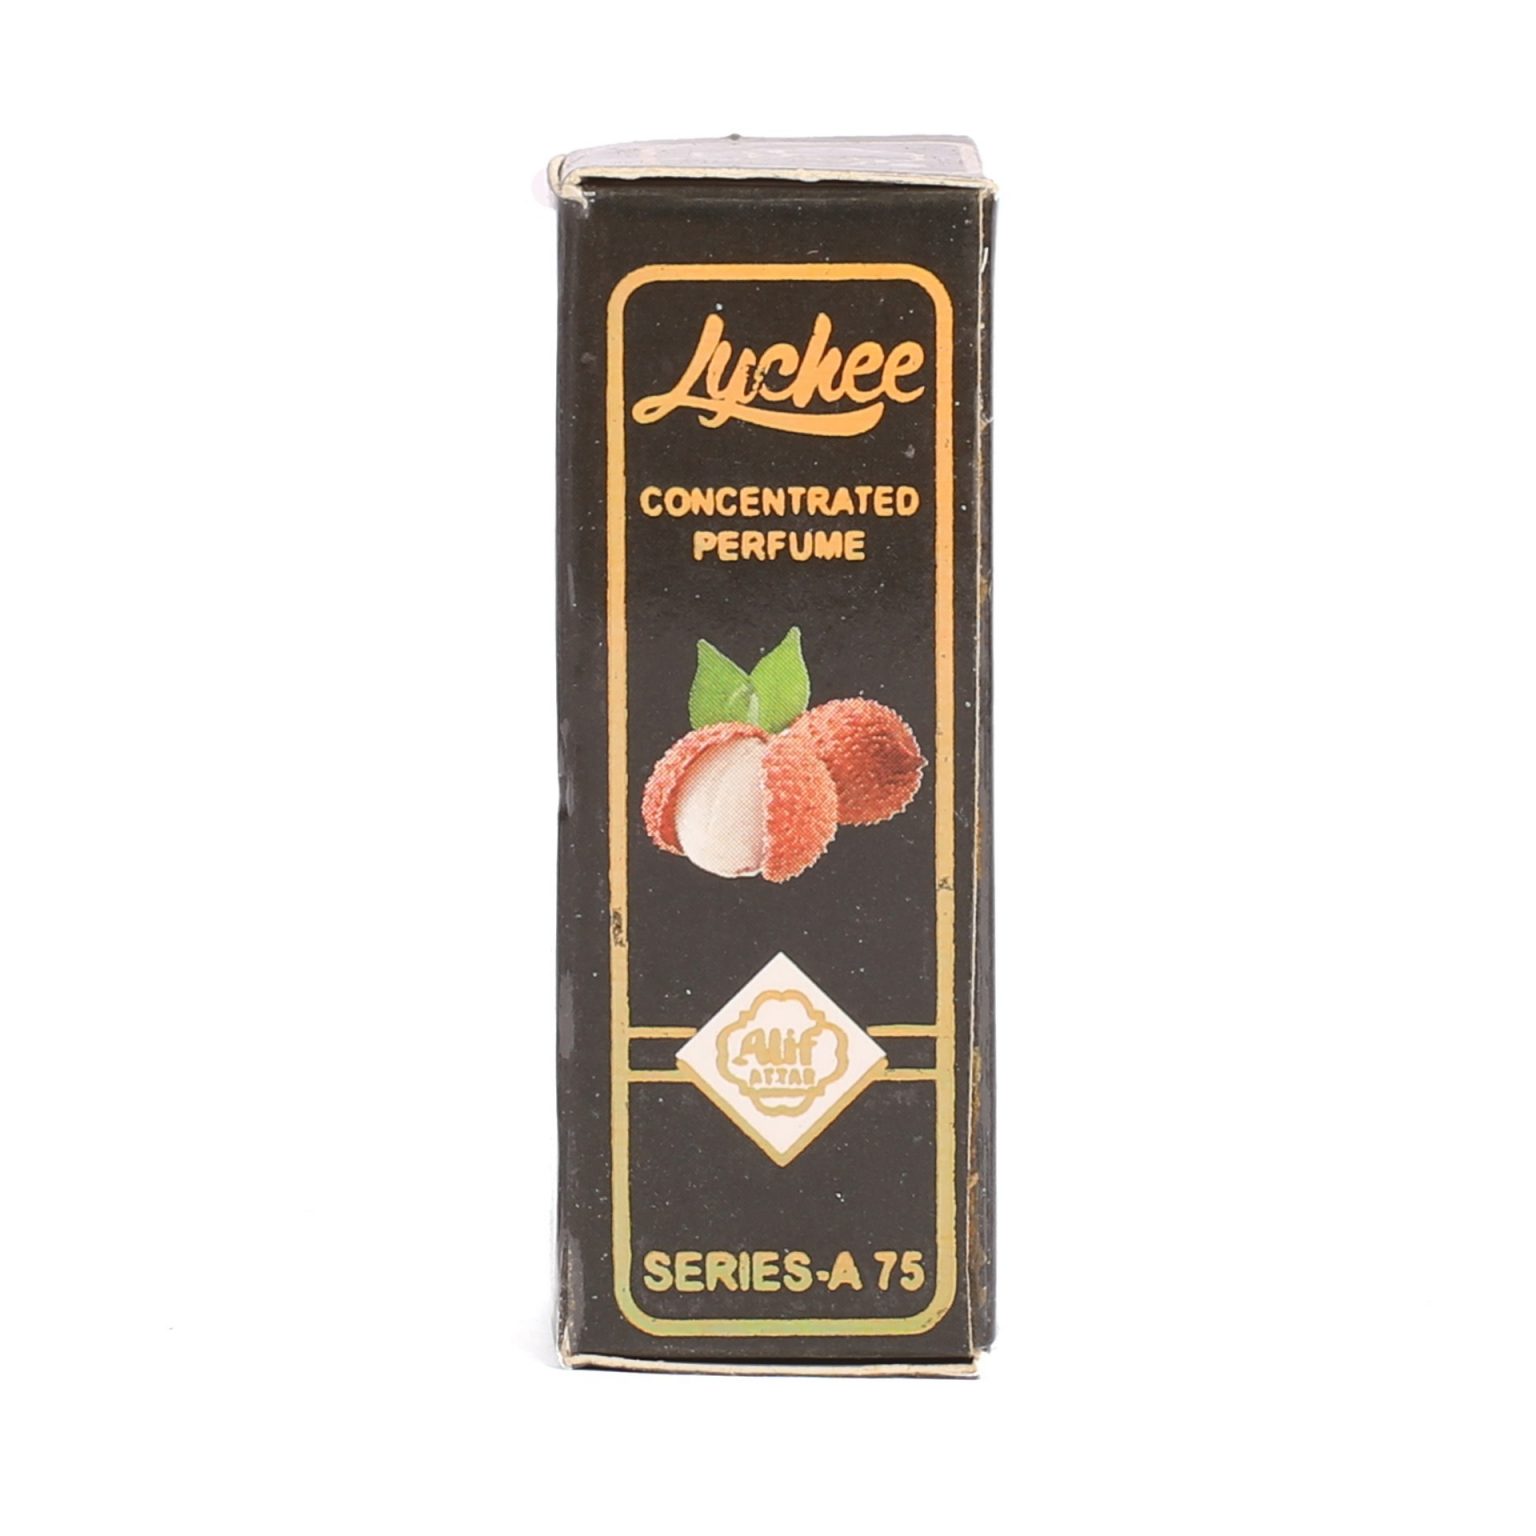 Lychee
CONCENTRATED
PERFUME
Alif
ATTAR
SERIES-A 75